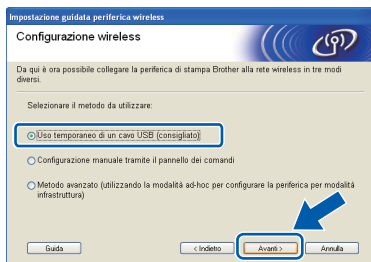 Impostazione guidata periferica wireless
Configurazione wireless
Da qui è ora possibile collegare la periferica di stampa Brother alla rete wireless in tre modi
diversi.
Selezionare il metodo da utilizzare:
Uso temporaneo di un cavo USB (consigliato)
Configurazione manuale tramite il pannello dei comandi
Metodo avanzato (utilizzando la modalità ad-hoc per configurare la periferica per modalità
infrastruttura)
Guida
< Indietro
Avanti >
Annulla